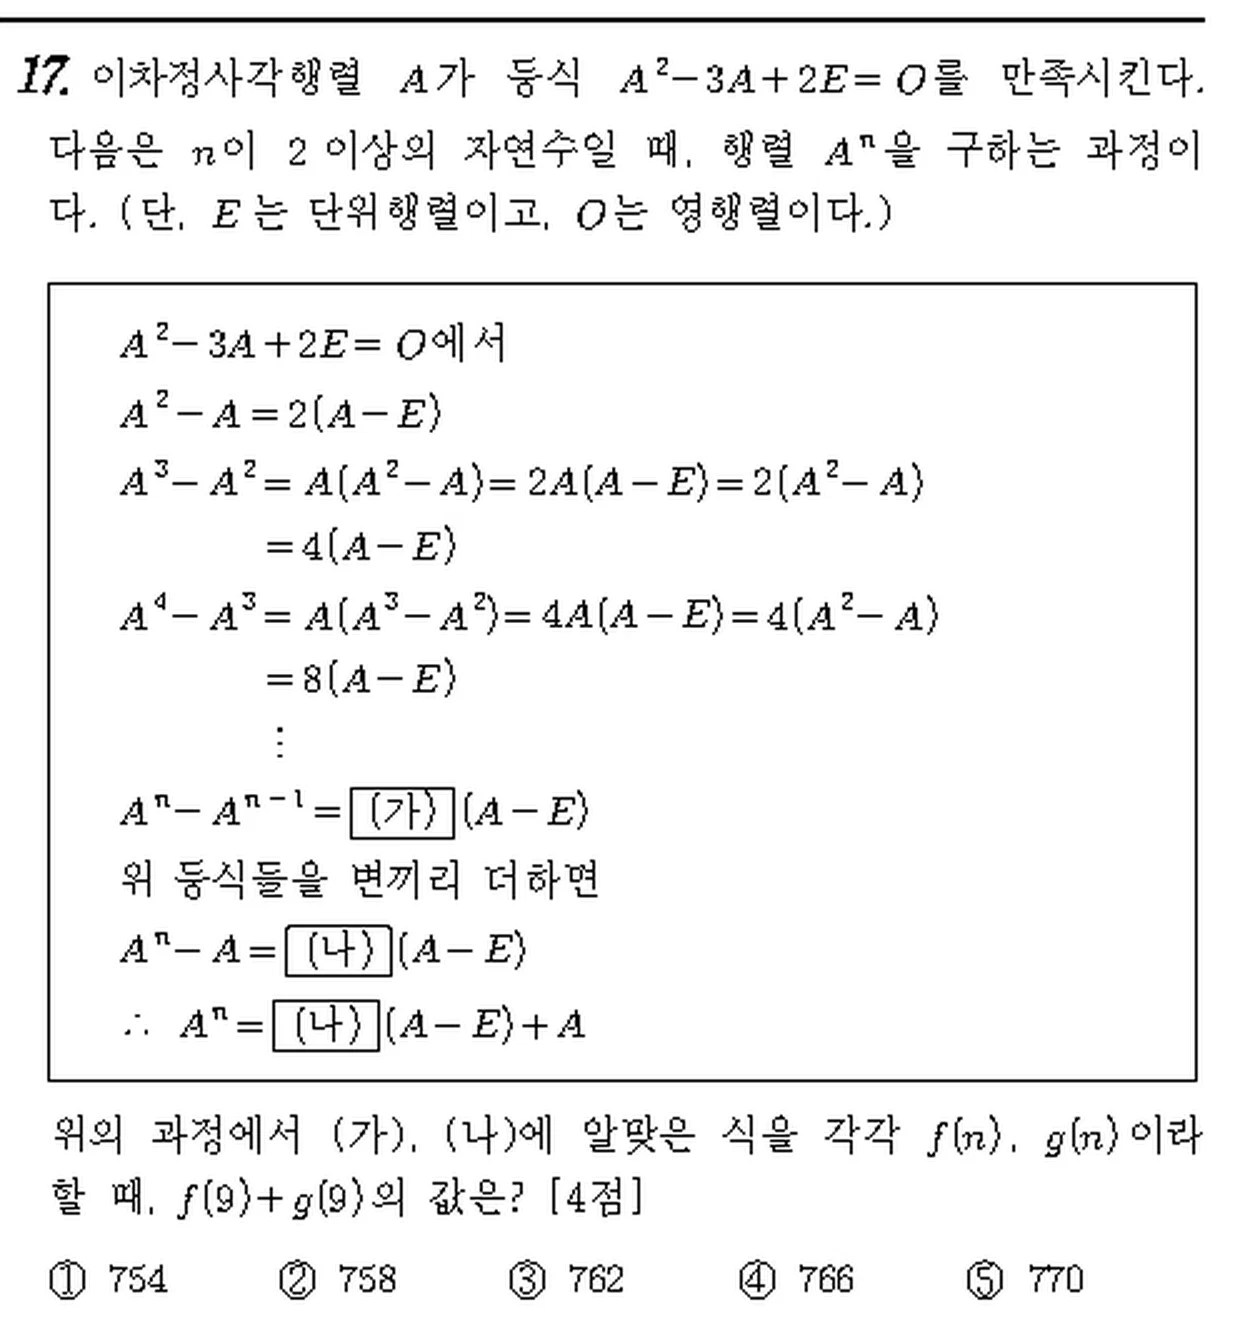 17. 이차정사각행렬 A가 등식 A²−3A+2E=O를 만족시킨다.
다음은 n이 2 이상의 자연수일 때, 행렬 Aⁿ을 구하는 과정이
다. (단, E는 단위행렬이고, O는 영행렬이다.)
A²−3A+2E=O에서
A²−A=2(A−E)
A³−A²=A(A²−A)=2A(A−E)=2(A²−A)
=4(A−E)
A⁴−A³=A(A³−A²)=4A(A−E)=4(A²−A)
=8(A−E)
⋮
Aⁿ−Aⁿ⁻¹=(가)(A−E)
위 등식들을 변끼리 더하면
Aⁿ−A=(나)(A−E)
∴ Aⁿ=(나)(A−E)+A
위의 과정에서 (가), (나)에 알맞은 식을 각각 f(n), g(n)이라
할 때, f(9)+g(9)의 값은? [4점]
① 754 ② 758 ③ 762 ④ 766 ⑤ 770